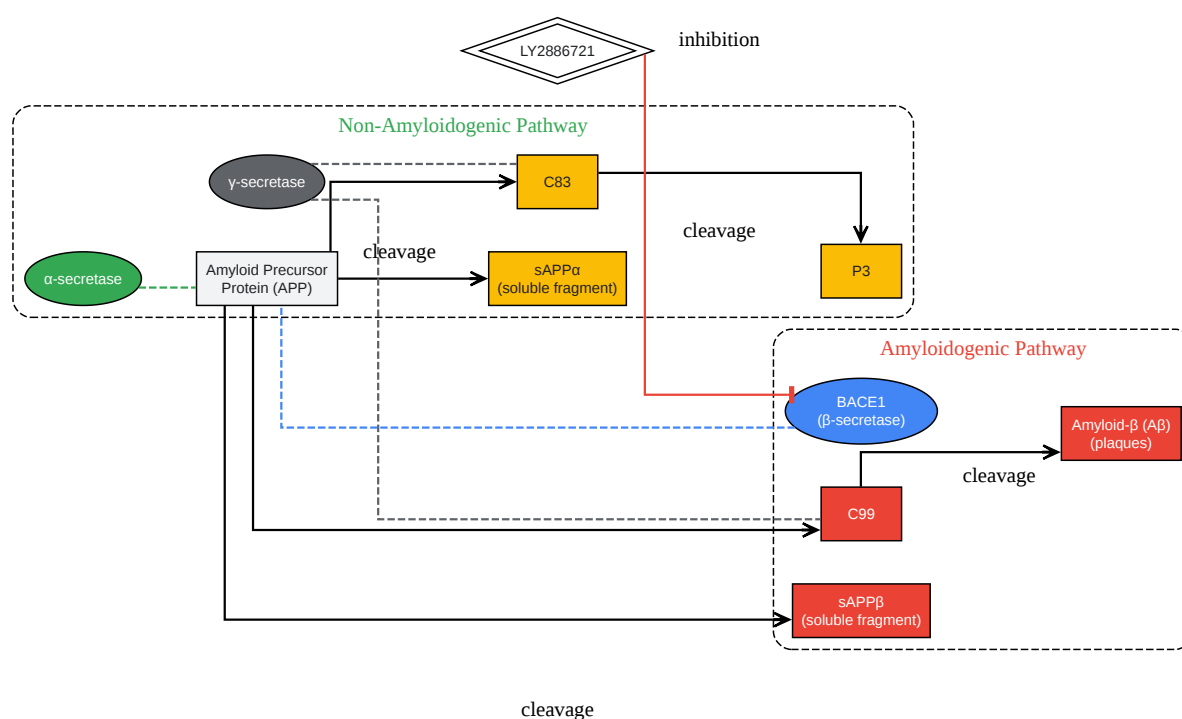 LY2886721
inhibition
Non-Amyloidogenic Pathway
γ-secretase
C83
cleavage
cleavage
α-secretase
Amyloid Precursor
Protein (APP)
sAPPα
(soluble fragment)
P3
Amyloidogenic Pathway
BACE1
(β-secretase)
Amyloid-β (Aβ)
(plaques)
cleavage
C99
sAPPβ
(soluble fragment)
cleavage